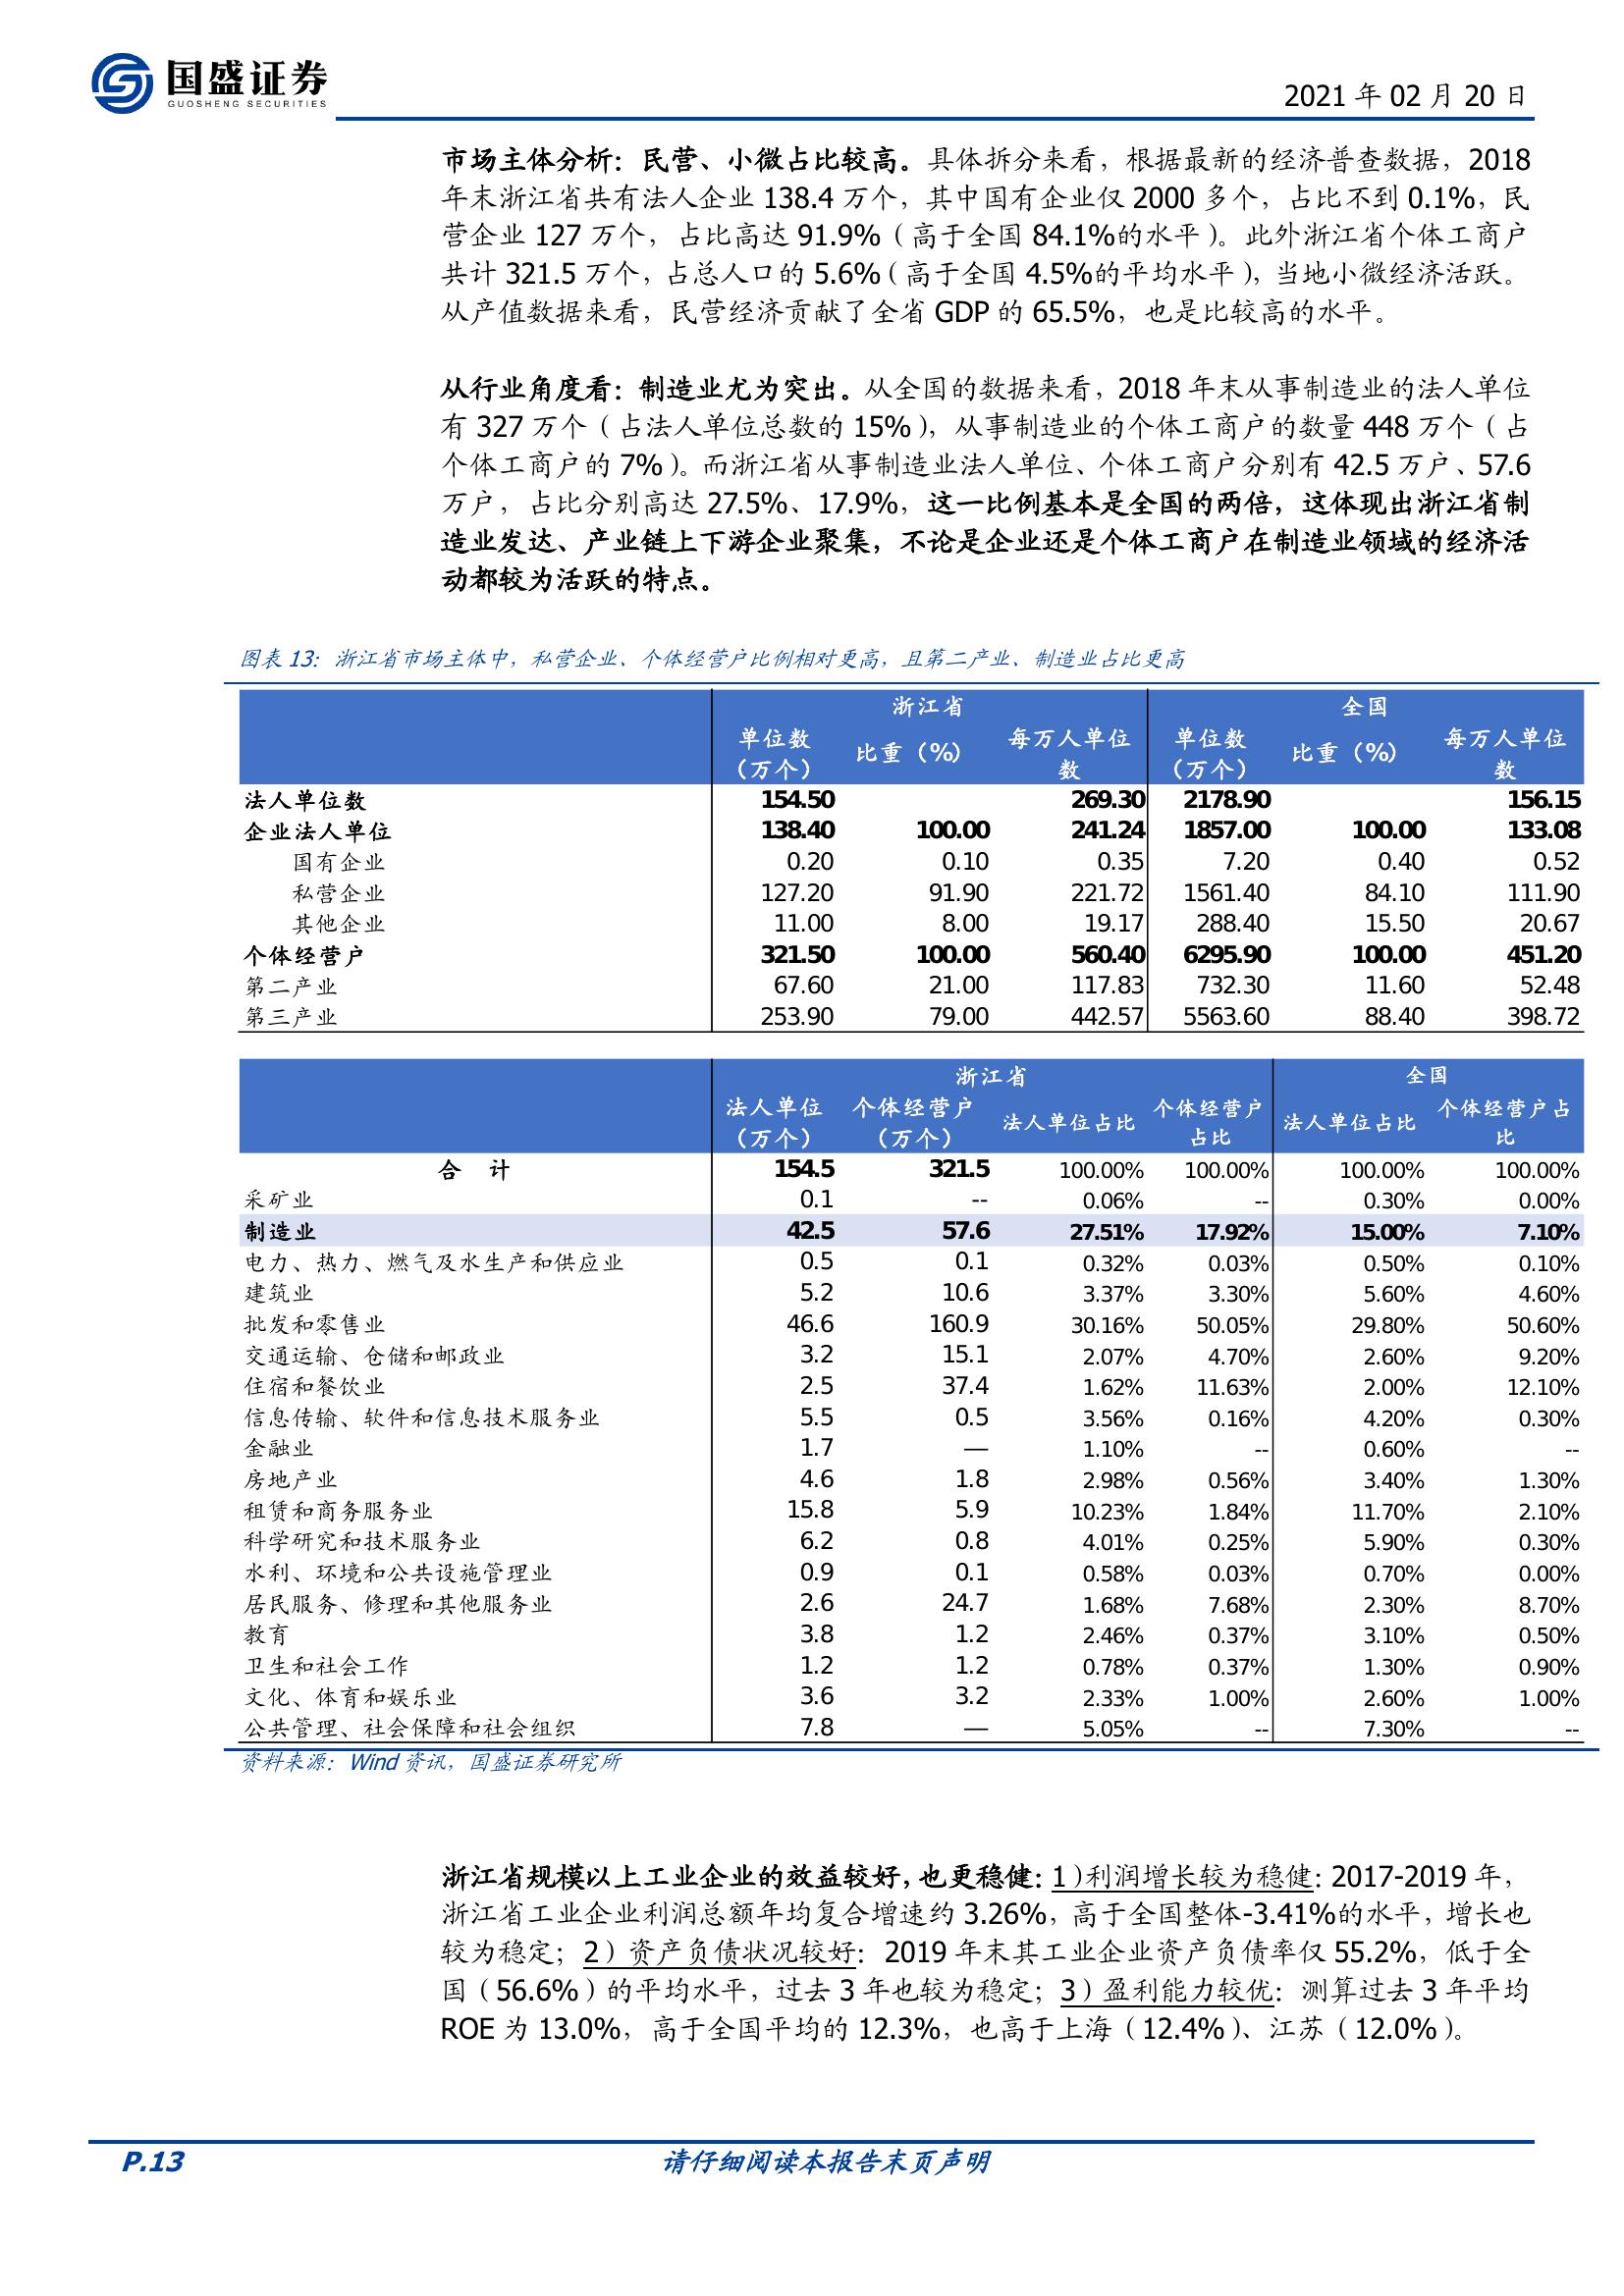 国盛证券
GUOSHENG SECURITIES
2021 年 02 月 20 日
市场主体分析：民营、小微占比较高。具体拆分来看，根据最新的经济普查数据，2018
年末浙江省共有法人企业 138.4 万个，其中国有企业仅 2000 多个，占比不到 0.1%，民
营企业 127 万个，占比高达 91.9%（高于全国 84.1%的水平）。此外浙江省个体工商户
共计 321.5 万个，占总人口的 5.6%（高于全国 4.5%的平均水平），当地小微经济活跃。
从产值数据来看，民营经济贡献了全省 GDP 的 65.5%，也是比较高的水平。
从行业角度看：制造业尤为突出。从全国的数据来看，2018 年末从事制造业的法人单位
有 327 万个（占法人单位总数的 15%），从事制造业的个体工商户的数量 448 万个（占
个体工商户的 7%）。而浙江省从事制造业法人单位、个体工商户分别有 42.5 万户、57.6
万户，占比分别高达 27.5%、17.9%，这一比例基本是全国的两倍，这体现出浙江省制
造业发达、产业链上下游企业聚集，不论是企业还是个体工商户在制造业领域的经济活
动都较为活跃的特点。
图表 13：浙江省市场主体中，私营企业、个体经营户比例相对更高，且第二产业、制造业占比更高
浙江省 全国
单位数（万个） 比重（%） 每万人单位数 单位数（万个） 比重（%） 每万人单位数
法人单位数 154.50 269.30 2178.90 156.15
企业法人单位 138.40 100.00 241.24 1857.00 100.00 133.08
国有企业 0.20 0.10 0.35 7.20 0.40 0.52
私营企业 127.20 91.90 221.72 1561.40 84.10 111.90
其他企业 11.00 8.00 19.17 288.40 15.50 20.67
个体经营户 321.50 100.00 560.40 6295.90 100.00 451.20
第二产业 67.60 21.00 117.83 732.30 11.60 52.48
第三产业 253.90 79.00 442.57 5563.60 88.40 398.72
浙江省 全国
法人单位（万个） 个体经营户（万个） 法人单位占比 个体经营户占比 法人单位占比 个体经营户占比
合 计 154.5 321.5 100.00% 100.00% 100.00% 100.00%
采矿业 0.1 -- 0.06% -- 0.30% 0.00%
制造业 42.5 57.6 27.51% 17.92% 15.00% 7.10%
电力、热力、燃气及水生产和供应业 0.5 0.1 0.32% 0.03% 0.50% 0.10%
建筑业 5.2 10.6 3.37% 3.30% 5.60% 4.60%
批发和零售业 46.6 160.9 30.16% 50.05% 29.80% 50.60%
交通运输、仓储和邮政业 3.2 15.1 2.07% 4.70% 2.60% 9.20%
住宿和餐饮业 2.5 37.4 1.62% 11.63% 2.00% 12.10%
信息传输、软件和信息技术服务业 5.5 0.5 3.56% 0.16% 4.20% 0.30%
金融业 1.7 — 1.10% -- 0.60% --
房地产业 4.6 1.8 2.98% 0.56% 3.40% 1.30%
租赁和商务服务业 15.8 5.9 10.23% 1.84% 11.70% 2.10%
科学研究和技术服务业 6.2 0.8 4.01% 0.25% 5.90% 0.30%
水利、环境和公共设施管理业 0.9 0.1 0.58% 0.03% 0.70% 0.00%
居民服务、修理和其他服务业 2.6 24.7 1.68% 7.68% 2.30% 8.70%
教育 3.8 1.2 2.46% 0.37% 3.10% 0.50%
卫生和社会工作 1.2 1.2 0.78% 0.37% 1.30% 0.90%
文化、体育和娱乐业 3.6 3.2 2.33% 1.00% 2.60% 1.00%
公共管理、社会保障和社会组织 7.8 — 5.05% -- 7.30% --
资料来源：Wind 资讯，国盛证券研究所
浙江省规模以上工业企业的效益较好，也更稳健：1）利润增长较为稳健：2017-2019 年，
浙江省工业企业利润总额年均复合增速约 3.26%，高于全国整体-3.41%的水平，增长也
较为稳定；2）资产负债状况较好：2019 年末其工业企业资产负债率仅 55.2%，低于全
国（56.6%）的平均水平，过去 3 年也较为稳定；3）盈利能力较优：测算过去 3 年平均
ROE 为 13.0%，高于全国平均的 12.3%，也高于上海（12.4%）、江苏（12.0%）。
P.13 请仔细阅读本报告末页声明